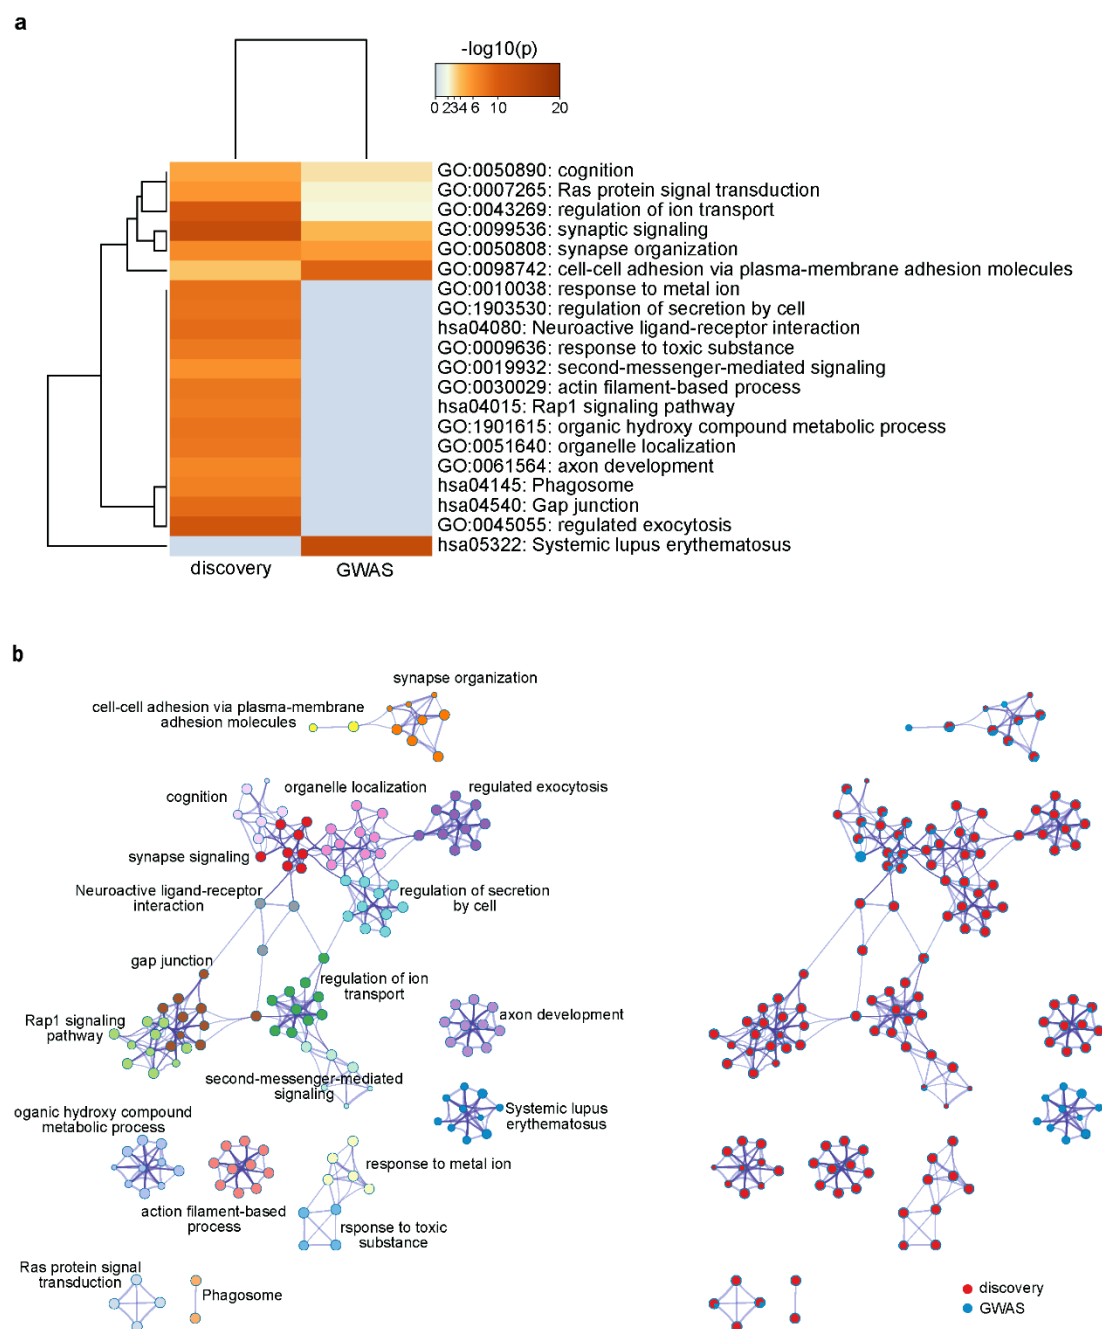 a
-log10(p)
0 2 3 4 6 10 20
GO:0050890: cognition
GO:0007265: Ras protein signal transduction
GO:0043269: regulation of ion transport
GO:0099536: synaptic signaling
GO:0050808: synapse organization
GO:0098742: cell-cell adhesion via plasma-membrane adhesion molecules
GO:0010038: response to metal ion
GO:1903530: regulation of secretion by cell
hsa04080: Neuroactive ligand-receptor interaction
GO:0009636: response to toxic substance
GO:0019932: second-messenger-mediated signaling
GO:0030029: actin filament-based process
hsa04015: Rap1 signaling pathway
GO:1901615: organic hydroxy compound metabolic process
GO:0051640: organelle localization
GO:0061564: axon development
hsa04145: Phagosome
hsa04540: Gap junction
GO:0045055: regulated exocytosis
hsa05322: Systemic lupus erythematosus
discovery GWAS
b
synapse organization
cell-cell adhesion via plasma-membrane
adhesion molecules
cognition
organelle localization
regulated exocytosis
synapse signaling
Neuroactive ligand-receptor
interaction
regulation of secretion
by cell
gap junction
regulation of ion
transport
Rap1 signaling
pathway
axon development
second-messenger-mediated
signaling
oganic hydroxy compound
metabolic process
Systemic lupus
erythematosus
response to metal ion
action filament-based
process
rsponse to toxic
substance
Ras protein signal
transduction
Phagosome
discovery
GWAS